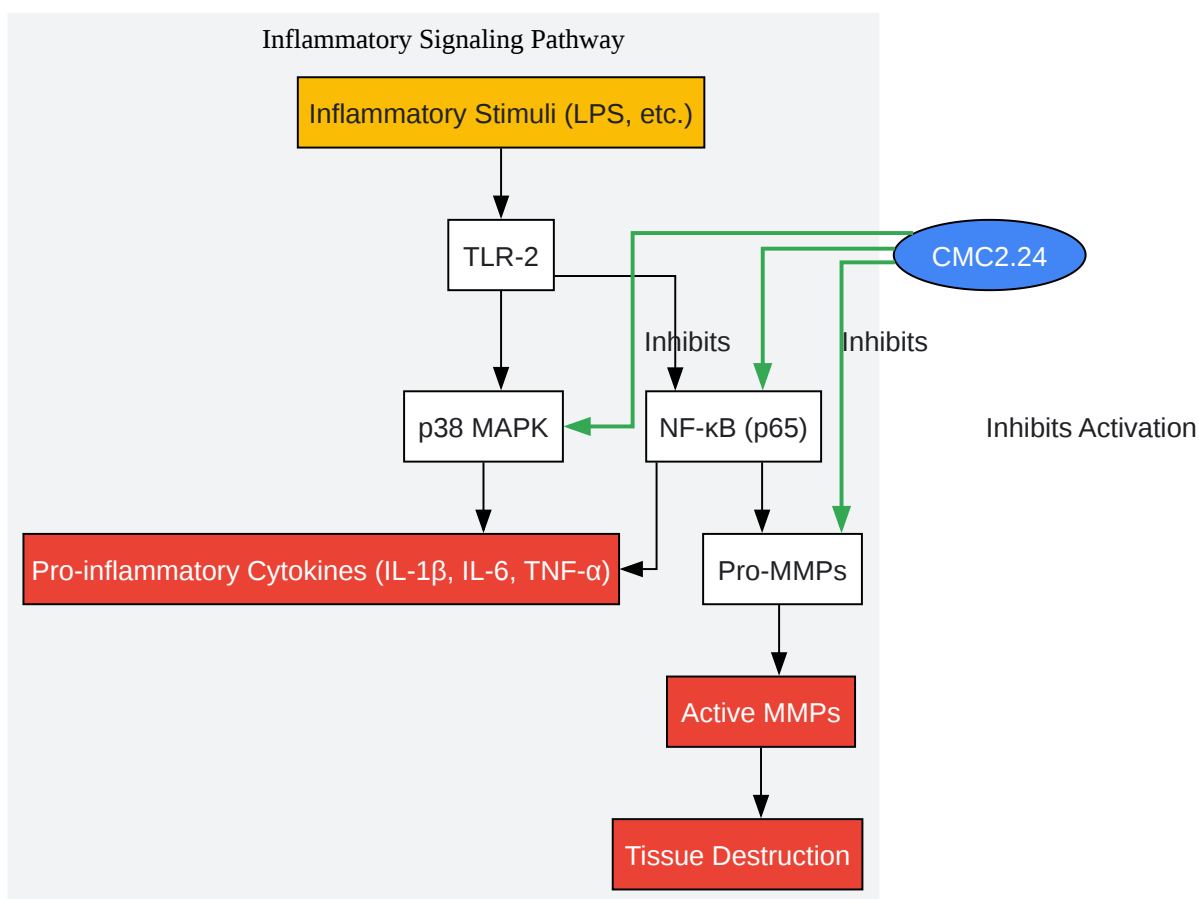 Inflammatory Signaling Pathway
Inflammatory Stimuli (LPS, etc.)
TLR-2
CMC2.24
Inhibits
Inhibits
p38 MAPK
NF-κB (p65)
Inhibits Activation
Pro-inflammatory Cytokines (IL-1β, IL-6, TNF-α)
Pro-MMPs
Active MMPs
Tissue Destruction